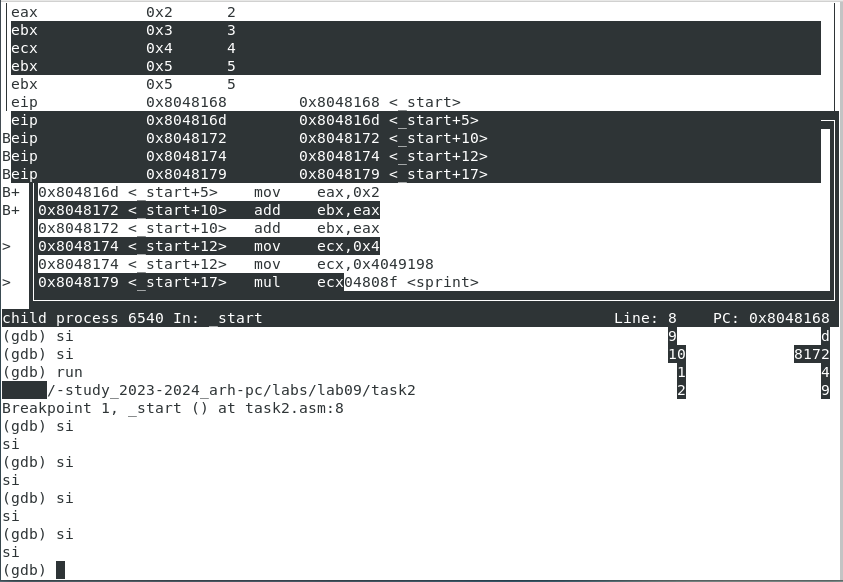 eax 0x2 2
ebx 0x3 3
ecx 0x4 4
ebx 0x5 5
ebx 0x5 5
eip 0x8048168 0x8048168 <_start>
eip 0x804816d 0x804816d <_start+5>
Beip 0x8048172 0x8048172 <_start+10>
Beip 0x8048174 0x8048174 <_start+12>
Beip 0x8048179 0x8048179 <_start+17>
B+ 0x804816d <_start+5> mov eax,0x2
B+ 0x8048172 <_start+10> add ebx,eax
0x8048172 <_start+10> add ebx,eax
> 0x8048174 <_start+12> mov ecx,0x4
0x8048174 <_start+12> mov ecx,0x4049198
> 0x8048179 <_start+17> mul ecx04808f <sprint>
child process 6540 In: _start Line: 8 PC: 0x8048168
(gdb) si 9 d
(gdb) si 10 8172
(gdb) run 1 4
/-study_2023-2024_arh-pc/labs/lab09/task2 2 9
Breakpoint 1, _start () at task2.asm:8
(gdb) si
si
(gdb) si
si
(gdb) si
si
(gdb) si
si
(gdb)